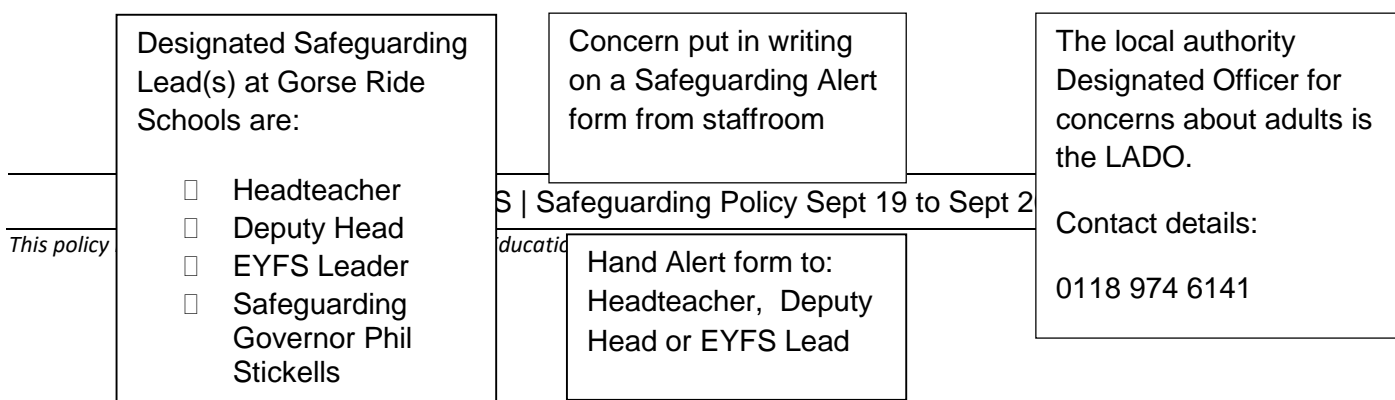 Designated Safeguarding
Lead(s) at Gorse Ride
Schools are:
Headteacher
Deputy Head
EYFS Leader
Safeguarding
Governor Phil
Stickells
Concern put in writing
on a Safeguarding Alert
form from staffroom
S | Safeguarding Policy Sept 19 to Sept 2
This policy
Hand Alert form to:
Headteacher, Deputy
Head or EYFS Lead
The local authority
Designated Officer for
concerns about adults is
the LADO.
Contact details:
0118 974 6141